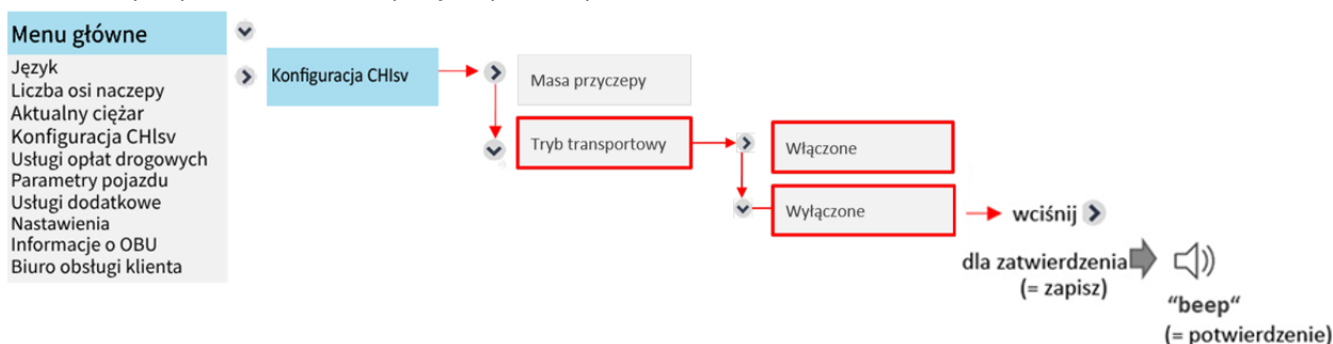 Menu główne
Język
Liczba osi naczepy
Aktualny ciężar
Konfiguracja CHlsv
Usługi opłat drogowych
Parametry pojazdu
Usługi dodatkowe
Nastawienia
Informacje o OBU
Biuro obsługi klienta
Konfiguracja CHlsv
Masa przyczepy
Tryb transportowy
Włączone
Wyłączone
wciśnij
dla zatwierdzenia
(= zapisz)
“beep“
(= potwierdzenie)